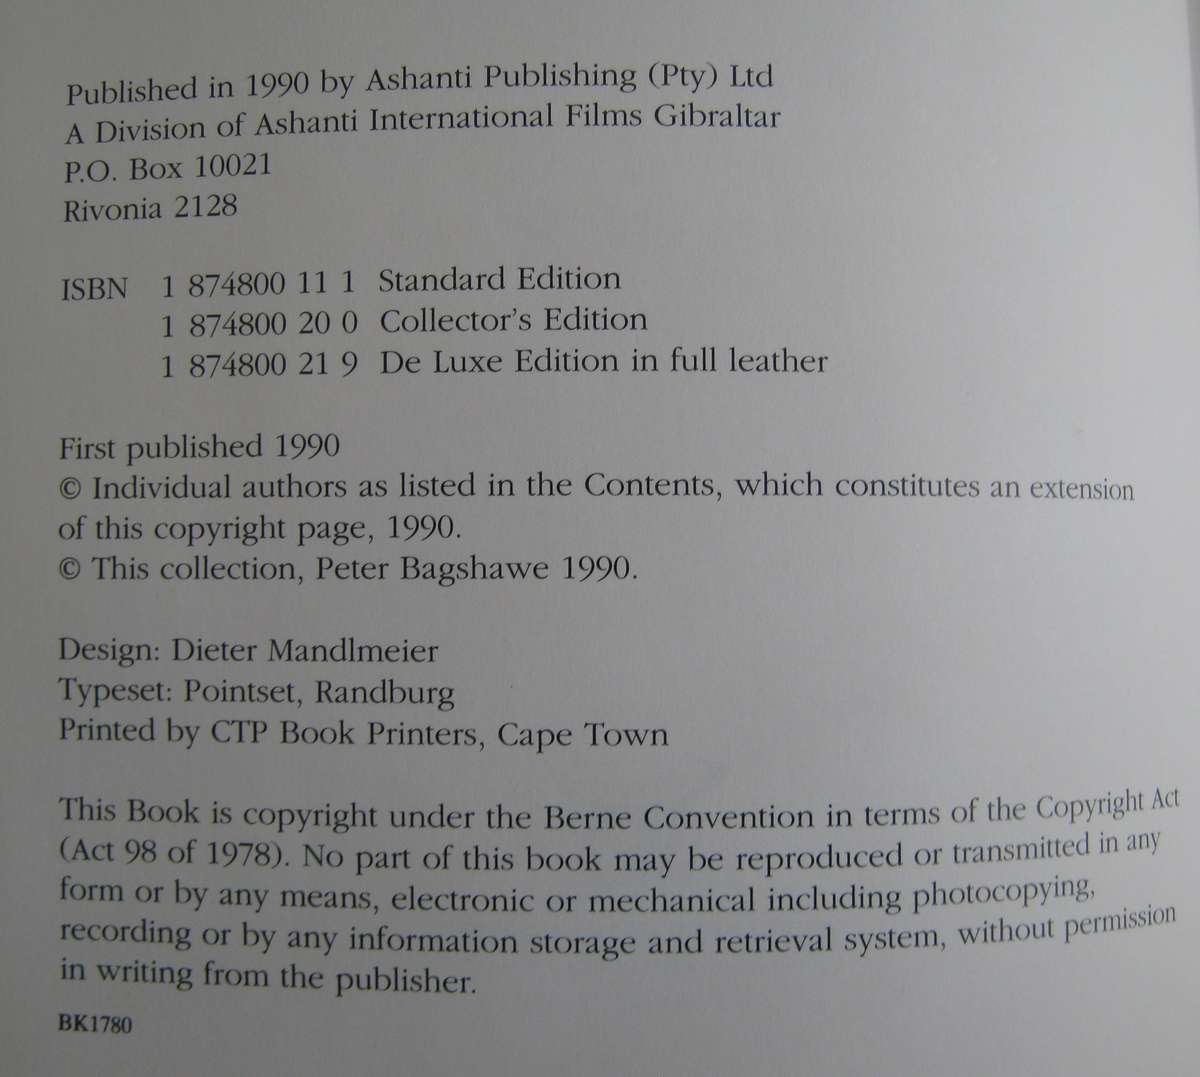 Published in 1990 by Ashanti Publishing (Pty) Ltd
A Division of Ashanti International Films Gibraltar
P.O. Box 10021
Rivonia 2128
ISBN 1 874800 11 1 Standard Edition
1 874800 20 0 Collector's Edition
1 874800 21 9 De Luxe Edition in full leather
First published 1990
© Individual authors as listed in the Contents, which constitutes an extension
of this copyright page, 1990.
© This collection, Peter Bagshawe 1990.
Design: Dieter Mandlmeier
Typeset: Pointset, Randburg
Printed by CTP Book Printers, Cape Town
This Book is copyright under the Berne Convention in terms of the Copyright Act
(Act 98 of 1978). No part of this book may be reproduced or transmitted in any
form or by any means, electronic or mechanical including photocopying,
recording or by any information storage and retrieval system, without permission
in writing from the publisher.
BK1780